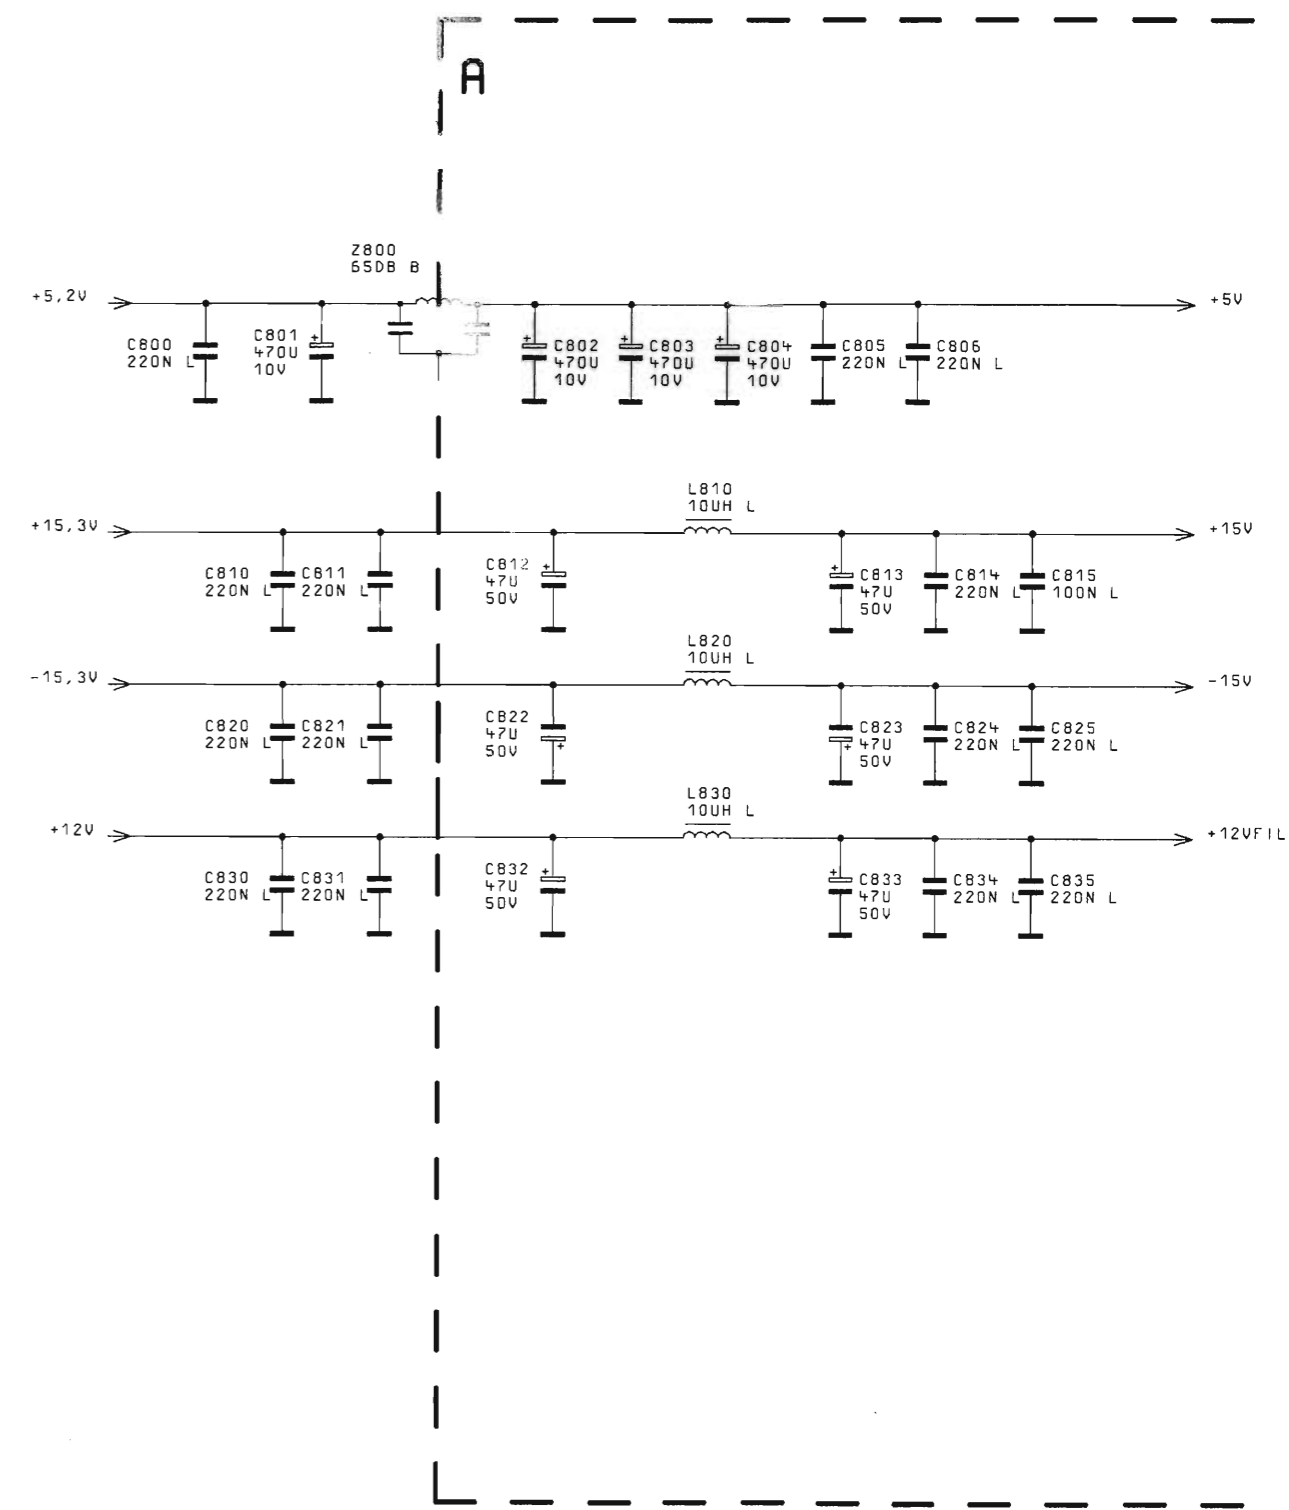 A
Z800
65DB B
+5,2V
+5V
C800
220N L
C801
+
470U
10V
+
C802
470U
10V
+
C803
470U
10V
+
C804
470U
10V
C805
220N L
C806
220N L
L810
10UH L
+15,3V
+15V
C810
220N L
C811
220N L
C812
+
47U
50V
+
C813
47U
50V
C814
220N L
C815
100N L
L820
10UH L
-15,3V
-15V
C820
220N L
C821
220N L
C822
47U
50V
+
C823
47U
+
50V
C824
220N L
C825
220N L
L830
10UH L
+12V
+12VFIL
C830
220N L
C831
220N L
C832
+
47U
50V
+
C833
47U
50V
C834
220N L
C835
220N L